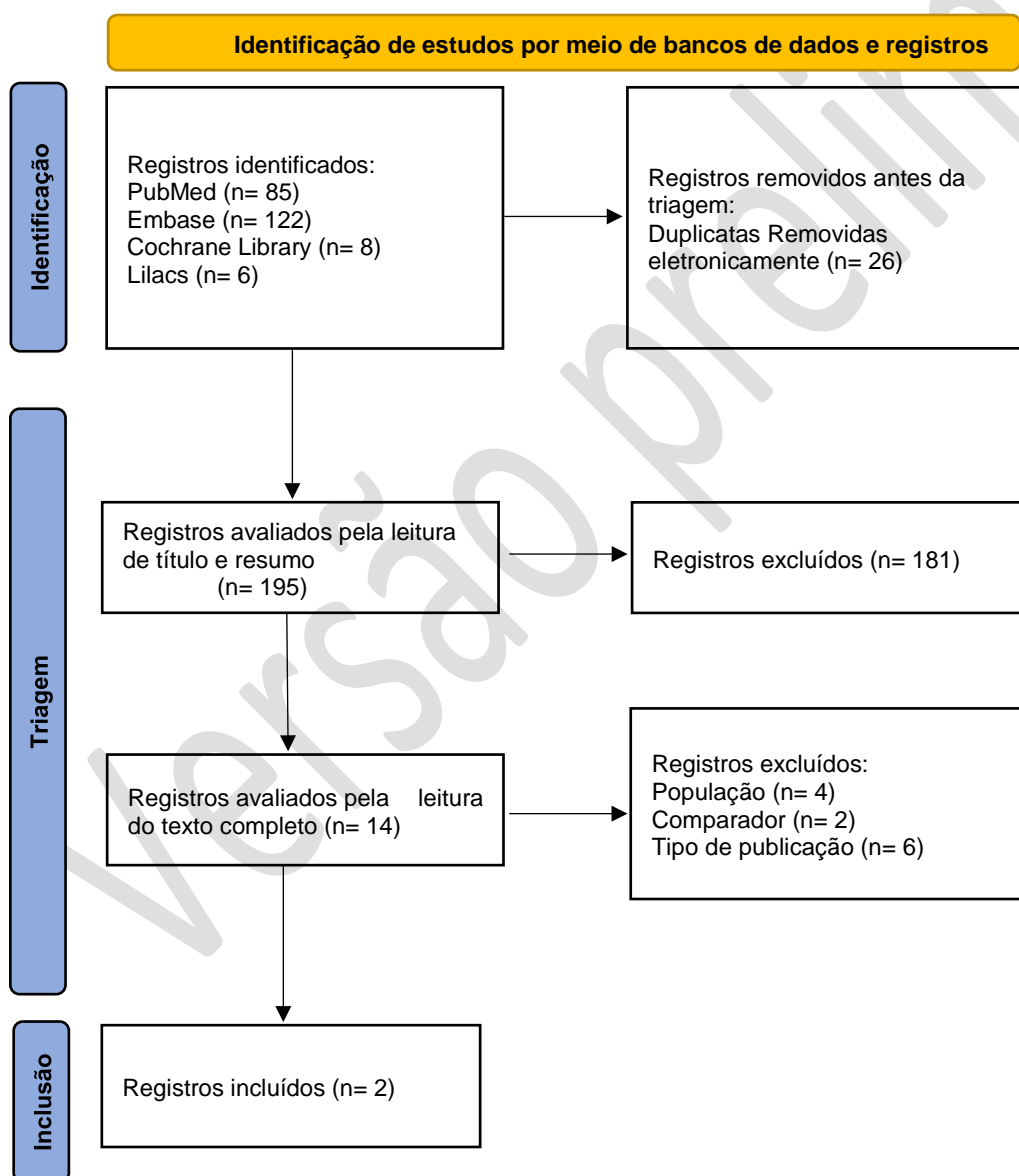 Identificação de estudos por meio de bancos de dados e registros
Identificação
Registros identificados:
PubMed (n= 85)
Embase (n= 122)
Cochrane Library (n= 8)
Lilacs (n= 6)
Registros removidos antes da
triagem:
Duplicatas Removidas
eletronicamente (n= 26)
Triagem
Registros avaliados pela leitura
de título e resumo
(n= 195)
Registros excluídos (n= 181)
Registros avaliados pela leitura
do texto completo (n= 14)
Registros excluídos:
População (n= 4)
Comparador (n= 2)
Tipo de publicação (n= 6)
Inclusão
Registros incluídos (n= 2)
Versão prelim